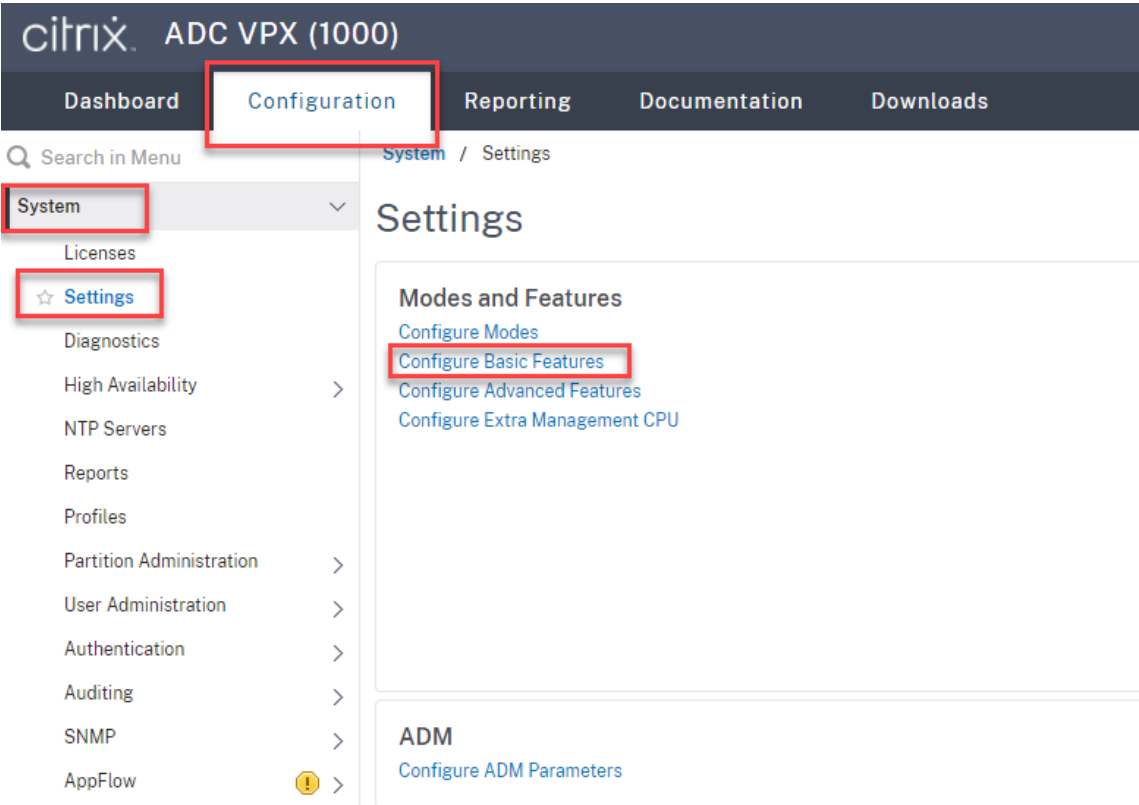 citrix. ADC VPX (1000)
Dashboard Configuration Reporting Documentation Downloads
Search in Menu
System / Settings
System
Settings
Licenses
Settings
Diagnostics
High Availability
NTP Servers
Reports
Profiles
Partition Administration
User Administration
Authentication
Auditing
SNMP
AppFlow
Modes and Features
Configure Modes
Configure Basic Features
Configure Advanced Features
Configure Extra Management CPU
ADM
Configure ADM Parameters